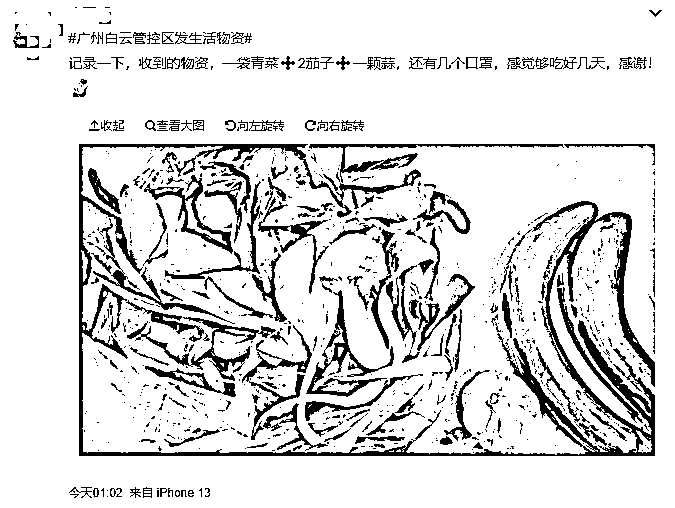 #广州白云管控区发生活物资#
记录一下，收到的物资，一袋青菜➕2茄子➕一颗蒜，还有几个口罩，感觉够吃好几天，感谢！
收起 查看大图 向左旋转 向右旋转
今天01:02 来自 iPhone 13